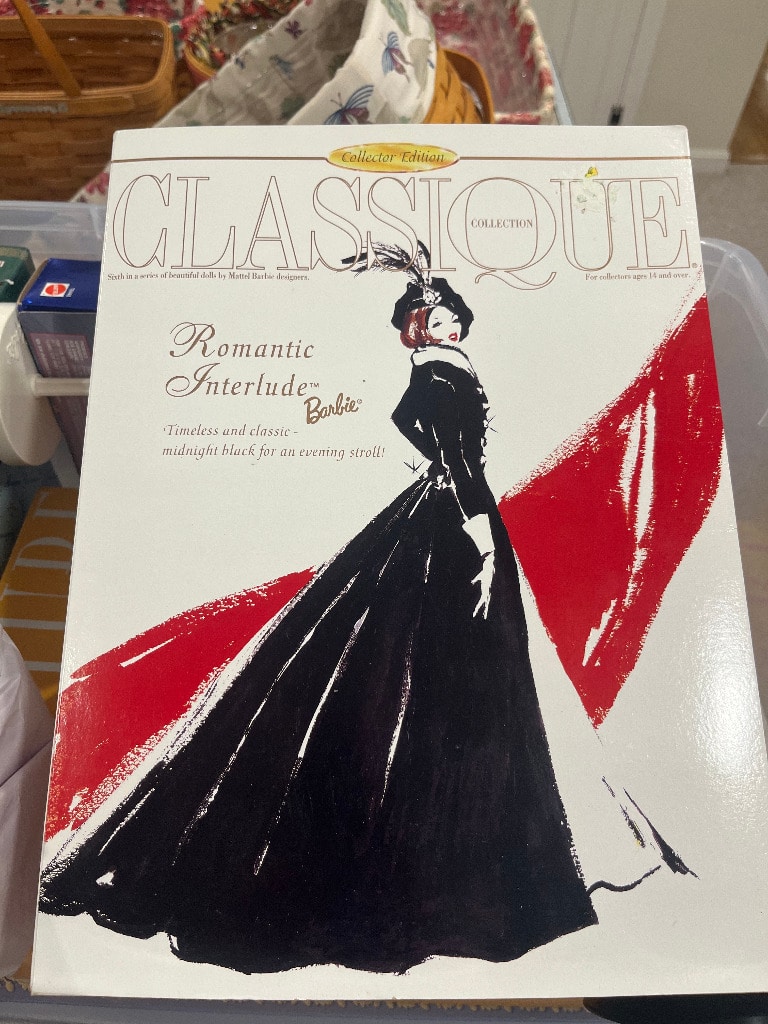 Collector Edition
CLASSIQUE
COLLECTION
Sixth in a series of beautiful dolls by Mattel Barbie designers.
For collectors ages 14 and over.
Romantic
Interlude™
Barbie®
Timeless and classic -
midnight black for an evening stroll!